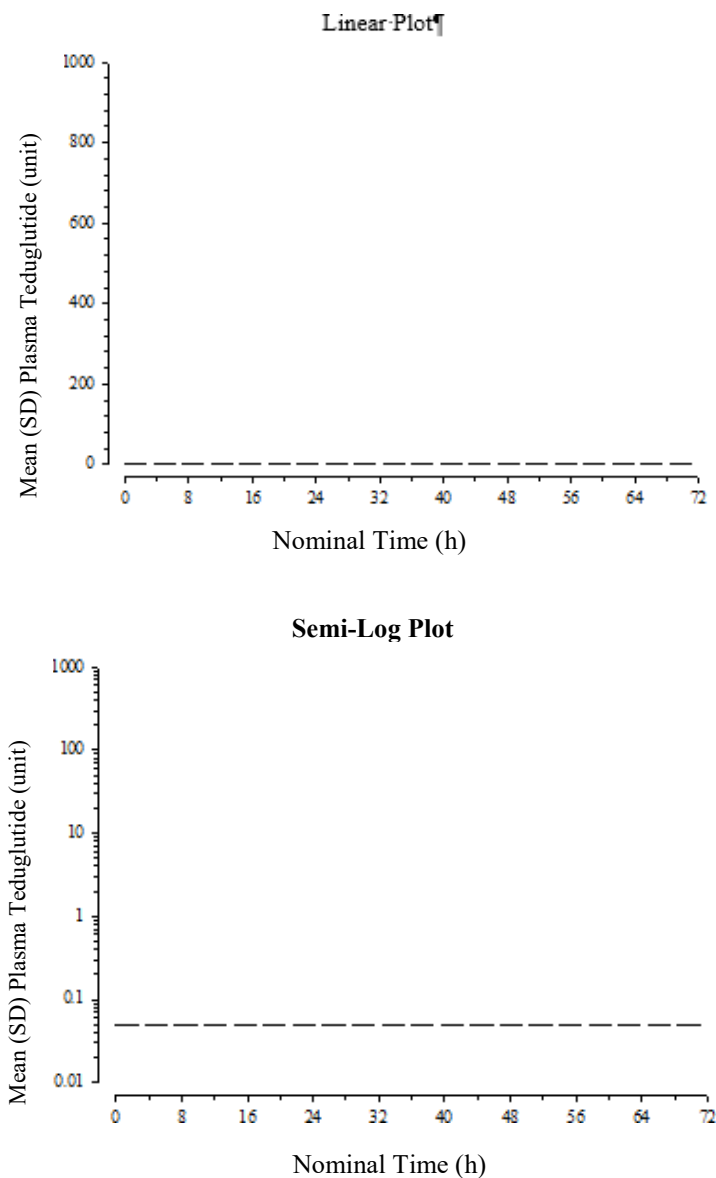 Linear·Plot¶
1000
800
600
400
200
0
Mean (SD) Plasma Teduglutide (unit)
0 8 16 24 32 40 48 56 64 72
Nominal Time (h)
Semi-Log Plot
1000
100
10
1
0.1
0.01
Mean (SD) Plasma Teduglutide (unit)
0 8 16 24 32 40 48 56 64 72
Nominal Time (h)